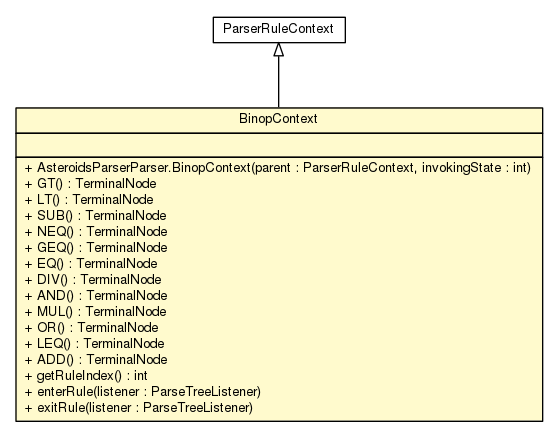 ParserRuleContext
BinopContext
+ AsteroidsParserParser.BinopContext(parent : ParserRuleContext, invokingState : int)
+ GT() : TerminalNode
+ LT() : TerminalNode
+ SUB() : TerminalNode
+ NEQ() : TerminalNode
+ GEQ() : TerminalNode
+ EQ() : TerminalNode
+ DIV() : TerminalNode
+ AND() : TerminalNode
+ MUL() : TerminalNode
+ OR() : TerminalNode
+ LEQ() : TerminalNode
+ ADD() : TerminalNode
+ getRuleIndex() : int
+ enterRule(listener : ParseTreeListener)
+ exitRule(listener : ParseTreeListener)